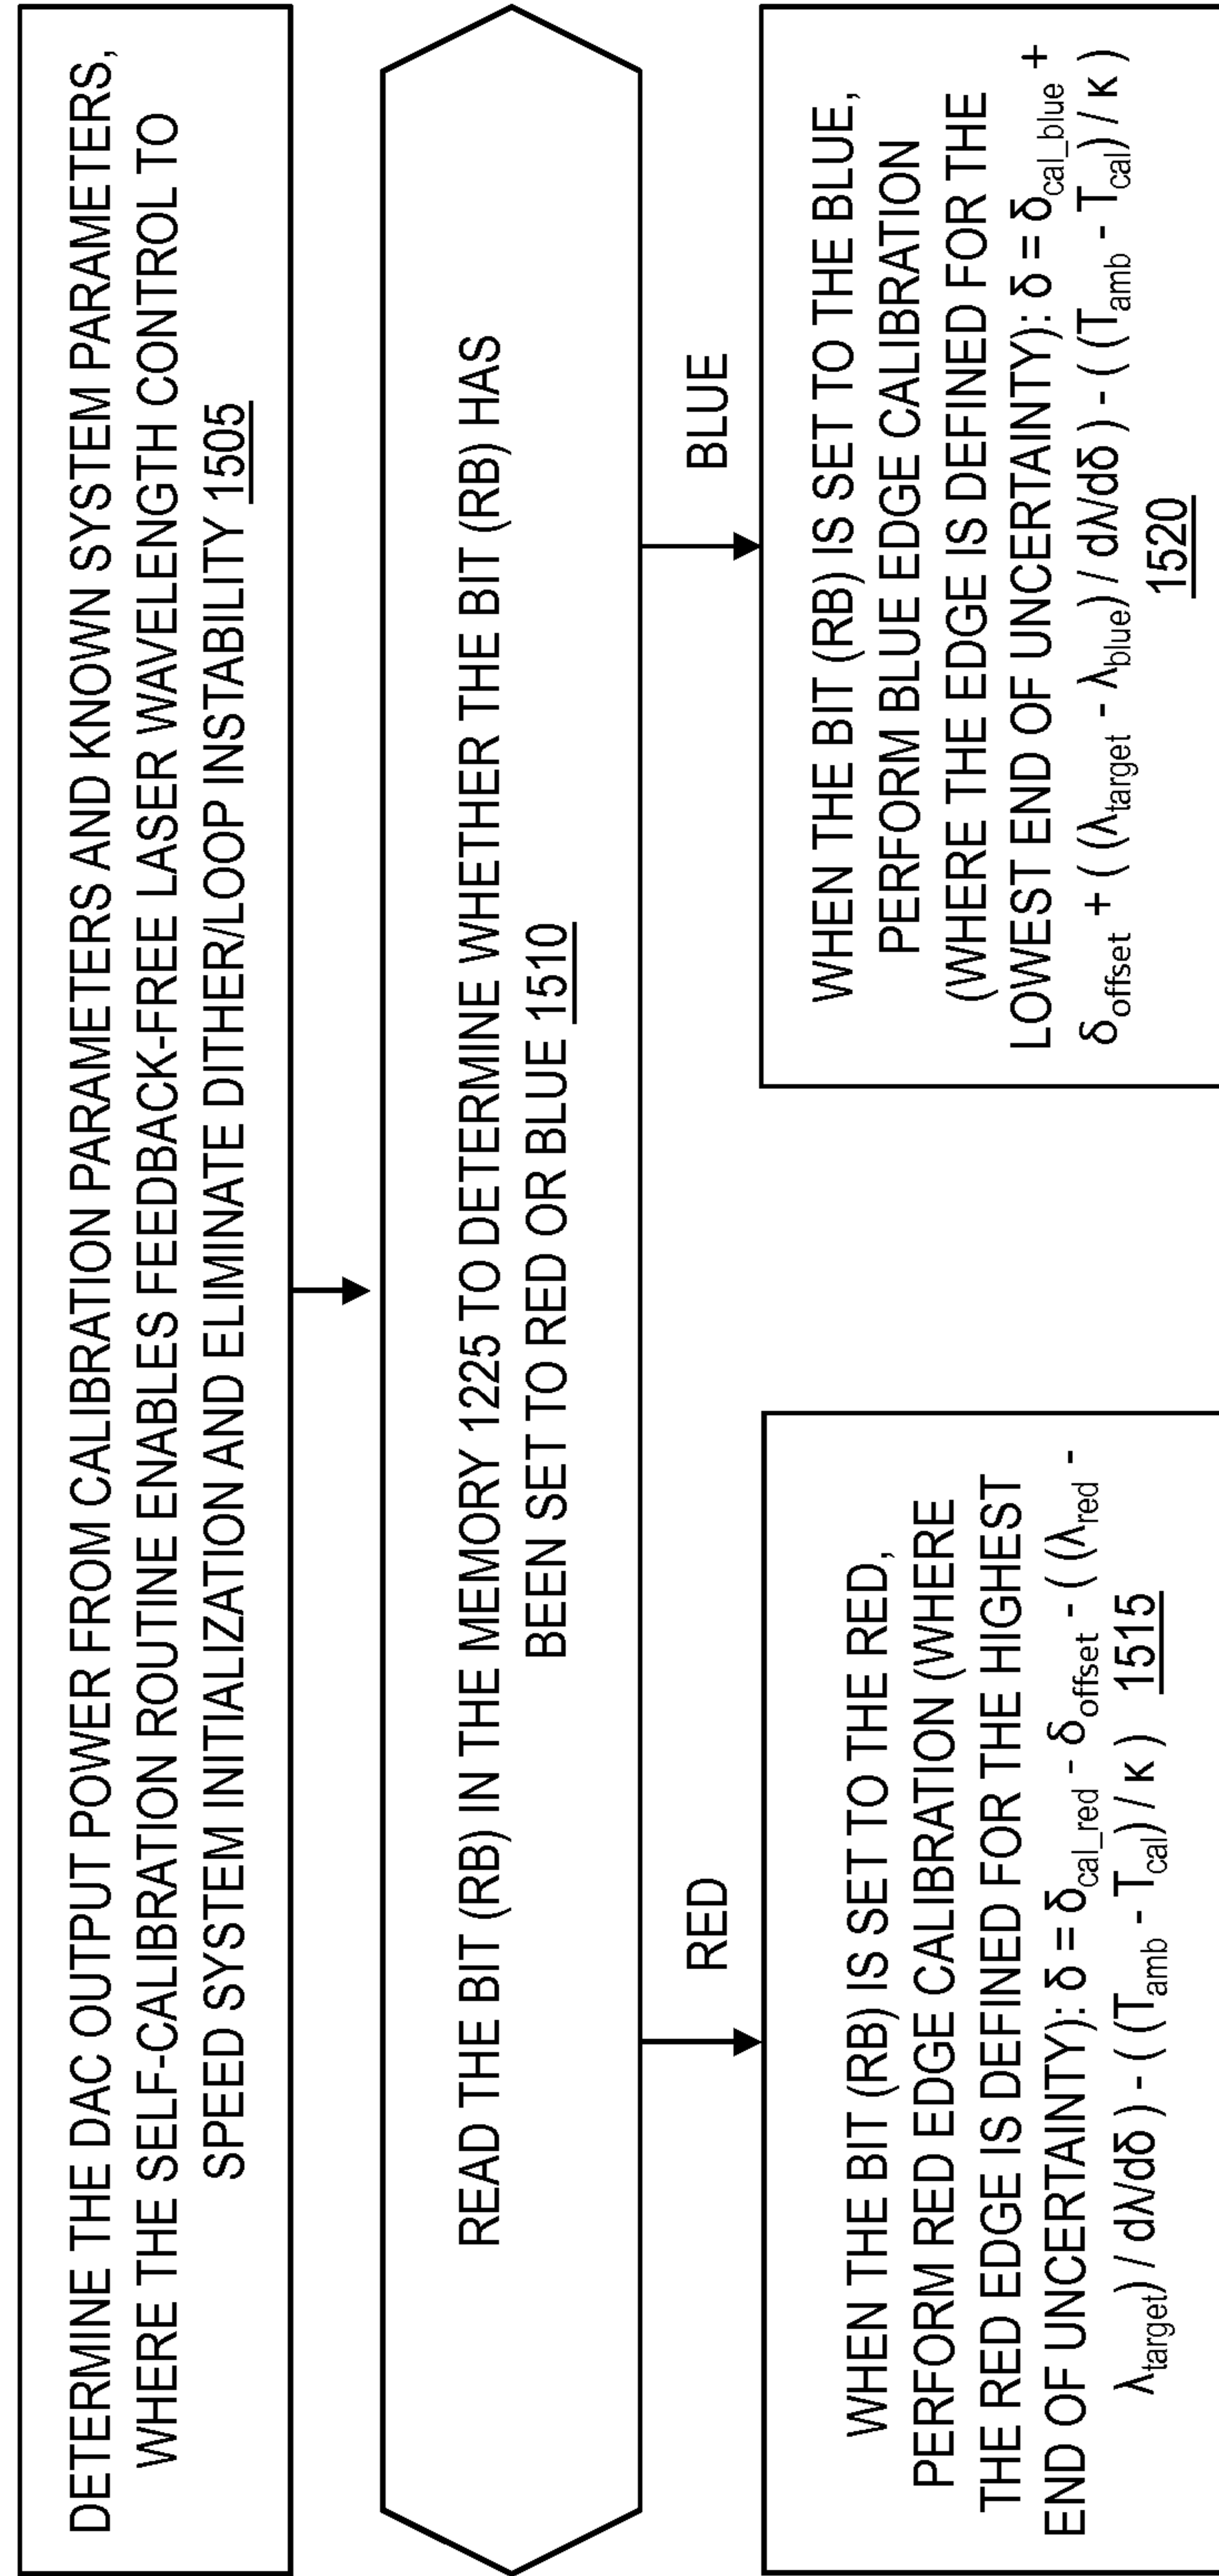 DETERMINE THE DAC OUTPUT POWER FROM CALIBRATION PARAMETERS AND KNOWN SYSTEM PARAMETERS,
WHERE THE SELF-CALIBRATION ROUTINE ENABLES FEEDBACK-FREE LASER WAVELENGTH CONTROL TO
SPEED SYSTEM INITIALIZATION AND ELIMINATE DITHER/LOOP INSTABILITY 1505
READ THE BIT (RB) IN THE MEMORY 1225 TO DETERMINE WHETHER THE BIT (RB) HAS
BEEN SET TO RED OR BLUE 1510
RED
WHEN THE BIT (RB) IS SET TO THE RED,
PERFORM RED EDGE CALIBRATION (WHERE
THE RED EDGE IS DEFINED FOR THE HIGHEST
END OF UNCERTAINTY): δ = δcal_red - δoffset - ( (λred -
λtarget) / dλ/dδ ) - ( (Tamb - Tcal) / κ ) 1515
BLUE
WHEN THE BIT (RB) IS SET TO THE BLUE,
PERFORM BLUE EDGE CALIBRATION
(WHERE THE EDGE IS DEFINED FOR THE
LOWEST END OF UNCERTAINTY): δ = δcal_blue +
δoffset + ( (λtarget - λblue) / dλ/dδ ) - ( (Tamb - Tcal) / κ )
1520